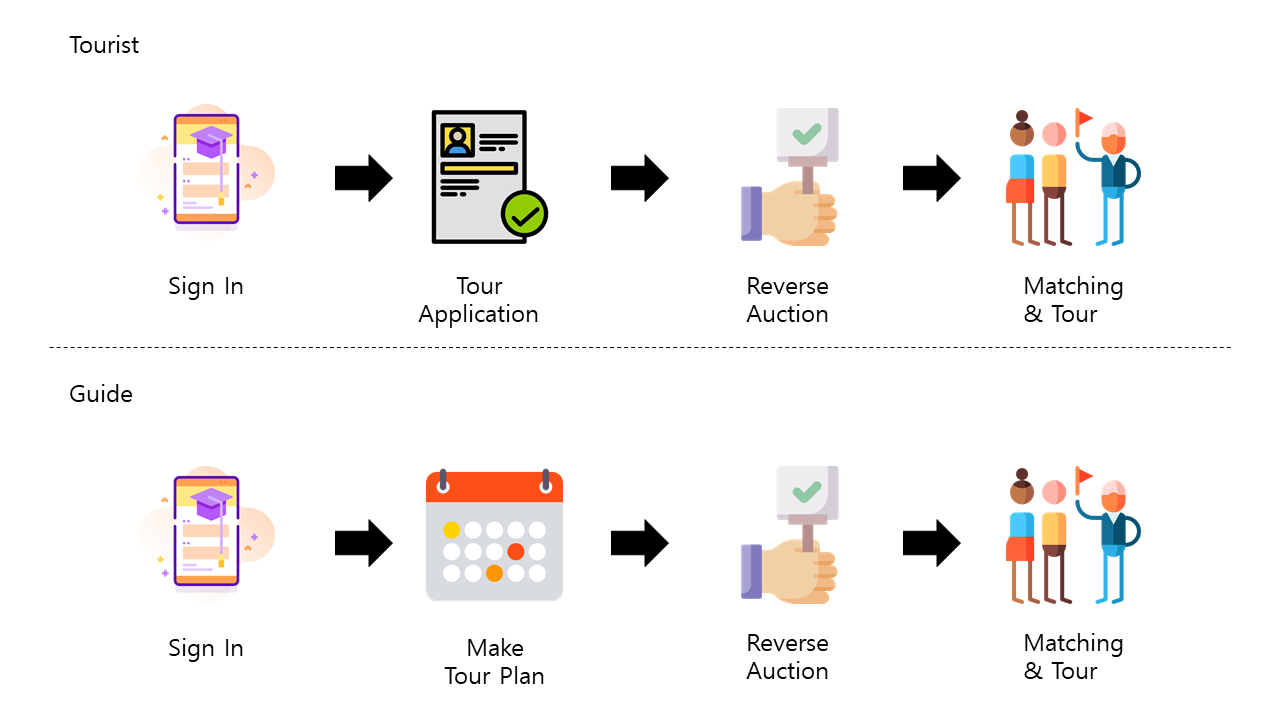 Tourist
Sign In
Tour
Application
Reverse
Auction
Matching
& Tour
Guide
Sign In
Make
Tour Plan
Reverse
Auction
Matching
& Tour